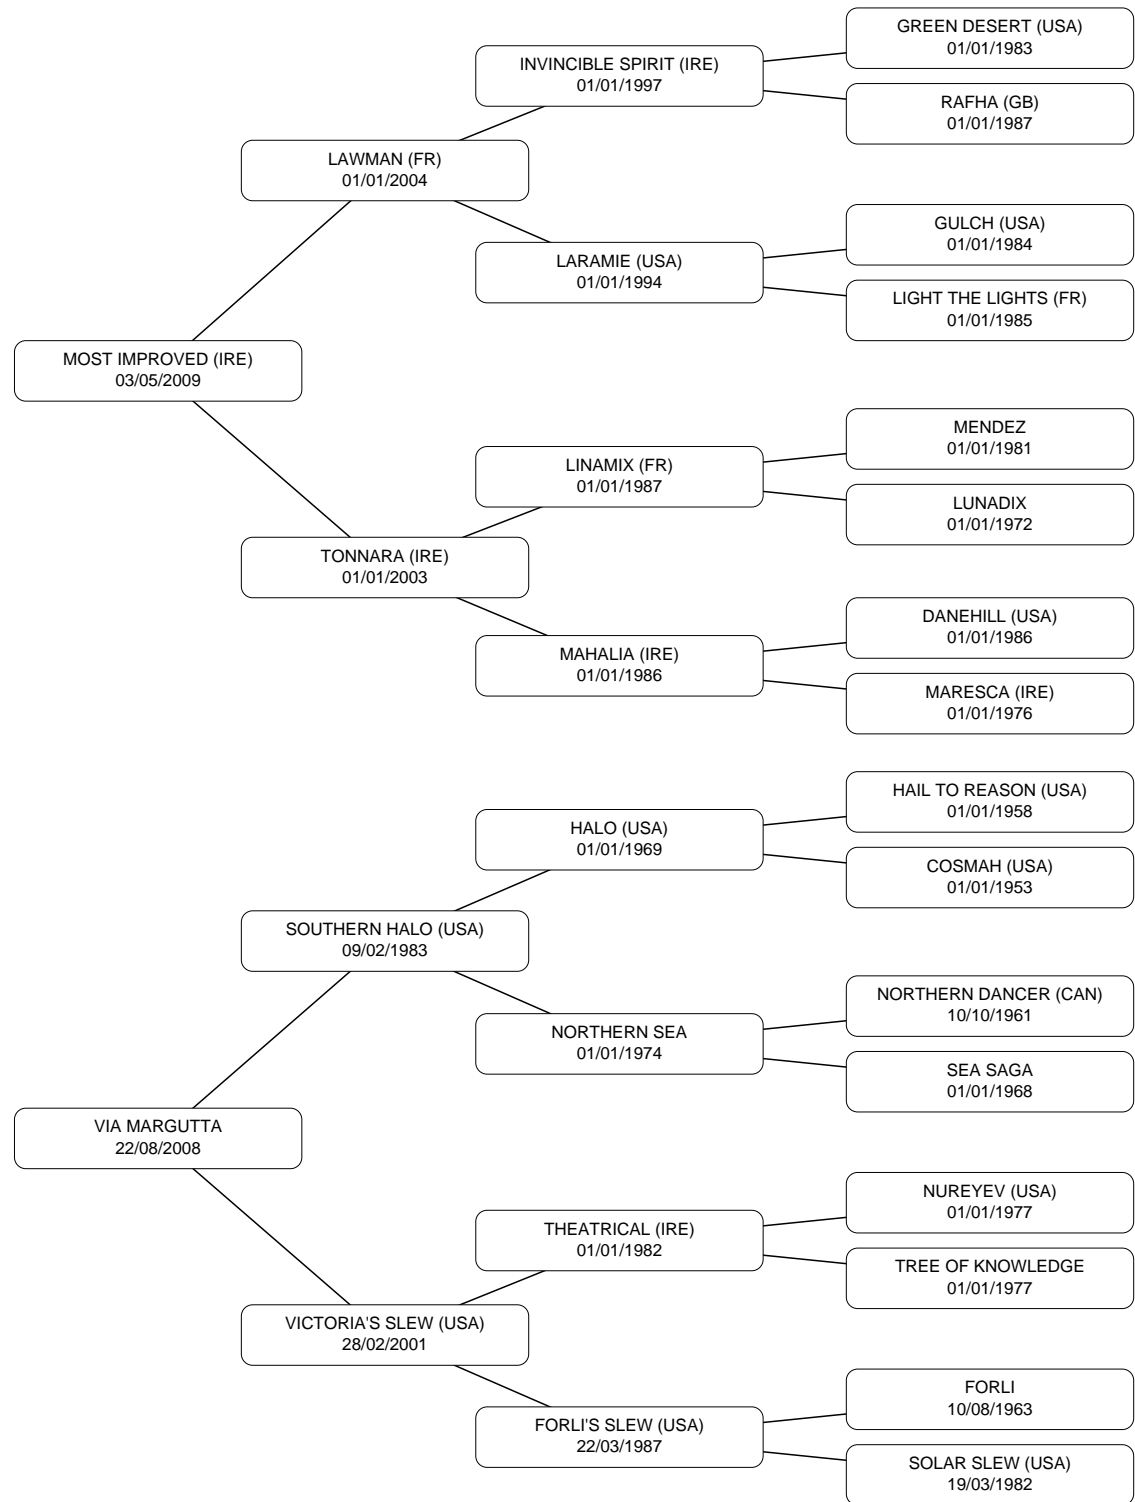 GREEN DESERT (USA)
01/01/1983
INVINCIBLE SPIRIT (IRE)
01/01/1997
RAFHA (GB)
01/01/1987
LAWMAN (FR)
01/01/2004
GULCH (USA)
01/01/1984
LARAMIE (USA)
01/01/1994
LIGHT THE LIGHTS (FR)
01/01/1985
MOST IMPROVED (IRE)
03/05/2009
MENDEZ
01/01/1981
LINAMIX (FR)
01/01/1987
LUNADIX
01/01/1972
TONNARA (IRE)
01/01/2003
DANEHILL (USA)
01/01/1986
MAHALIA (IRE)
01/01/1986
MARESCA (IRE)
01/01/1976
HAIL TO REASON (USA)
01/01/1958
HALO (USA)
01/01/1969
COSMAH (USA)
01/01/1953
SOUTHERN HALO (USA)
09/02/1983
NORTHERN DANCER (CAN)
10/10/1961
NORTHERN SEA
01/01/1974
SEA SAGA
01/01/1968
VIA MARGUTTA
22/08/2008
NUREYEV (USA)
01/01/1977
THEATRICAL (IRE)
01/01/1982
TREE OF KNOWLEDGE
01/01/1977
VICTORIA'S SLEW (USA)
28/02/2001
FORLI
10/08/1963
FORLI'S SLEW (USA)
22/03/1987
SOLAR SLEW (USA)
19/03/1982